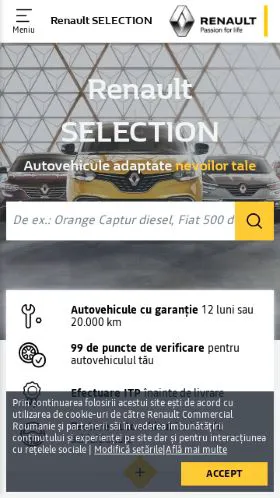 Meniu
Renault SELECTION
RENAULT
Passion for life
Renault
SELECTION
Autovehicule adaptate nevoilor tale
De ex.: Orange Captur diesel, Fiat 500 d
Autovehicule cu garanție 12 luni sau
20.000 km
99 de puncte de verificare pentru
autovehiculul tău
Efectuare ITP înainte de livrare
Prin continuarea folosirii acestui site ești de acord cu
utilizarea de cookie-uri de către Renault Commercial
Roumanie și partenerii săi în vederea îmbunătățirii
conținutului și experienței pe site dar și pentru interacțiunea
cu rețelele sociale | Modifică setările|Află mai multe
ACCEPT